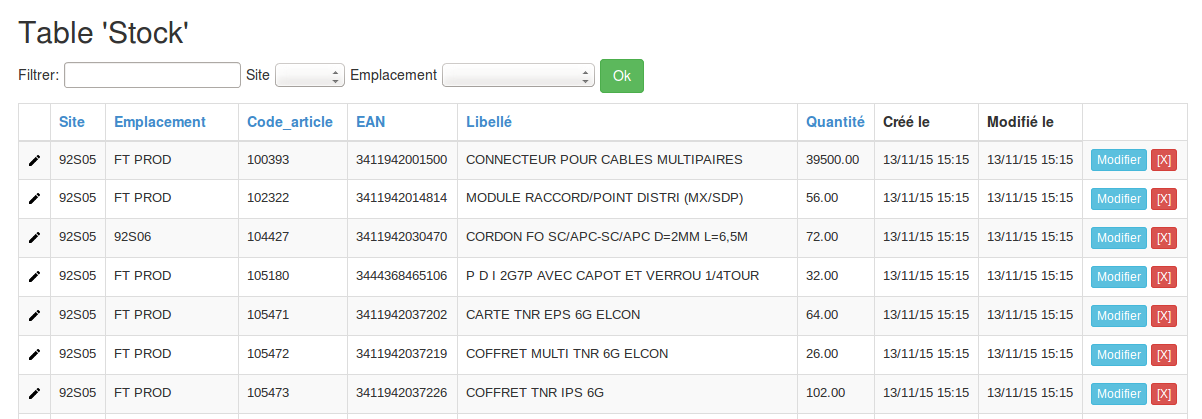 Table 'Stock'
Filtrer: Site Emplacement Ok
Site Emplacement Code_article EAN Libellé Quantité Créé le Modifié le
92S05 FT PROD 100393 3411942001500 CONNECTEUR POUR CABLES MULTIPAIRES 39500.00 13/11/15 15:15 13/11/15 15:15 Modifier [X]
92S05 FT PROD 102322 3411942014814 MODULE RACCORD/POINT DISTRI (MX/SDP) 56.00 13/11/15 15:15 13/11/15 15:15 Modifier [X]
92S05 92S06 104427 3411942030470 CORDON FO SC/APC-SC/APC D=2MM L=6,5M 72.00 13/11/15 15:15 13/11/15 15:15 Modifier [X]
92S05 FT PROD 105180 3444368465106 P D I 2G7P AVEC CAPOT ET VERROU 1/4TOUR 32.00 13/11/15 15:15 13/11/15 15:15 Modifier [X]
92S05 FT PROD 105471 3411942037202 CARTE TNR EPS 6G ELCON 64.00 13/11/15 15:15 13/11/15 15:15 Modifier [X]
92S05 FT PROD 105472 3411942037219 COFFRET MULTI TNR 6G ELCON 26.00 13/11/15 15:15 13/11/15 15:15 Modifier [X]
92S05 FT PROD 105473 3411942037226 COFFRET TNR IPS 6G 102.00 13/11/15 15:15 13/11/15 15:15 Modifier [X]